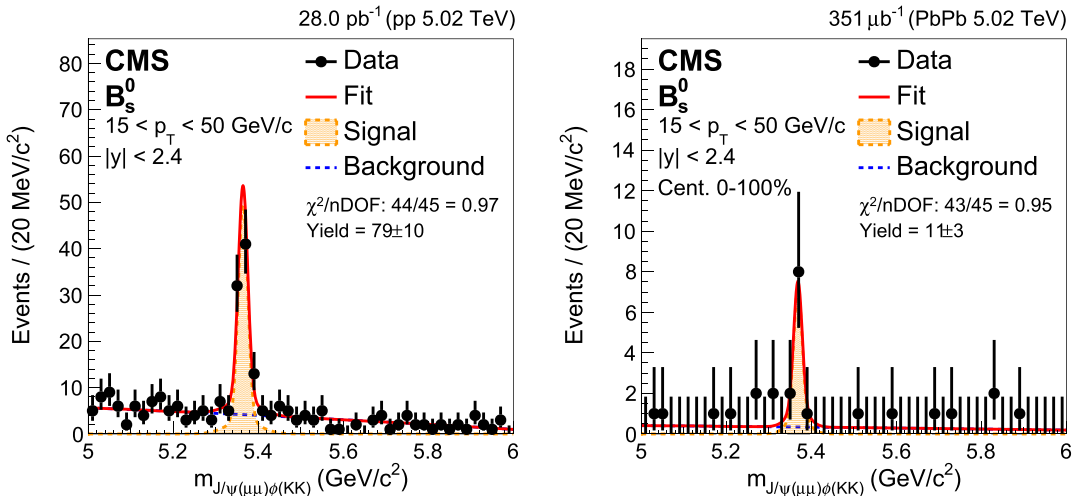 28.0 pb⁻¹ (pp 5.02 TeV)
CMS
B⁰ₛ
15 < p_T < 50 GeV/c
|y| < 2.4
Data
Fit
Signal
Background
χ²/nDOF: 44/45 = 0.97
Yield = 79±10
Events / (20 MeV/c²)
80
70
60
50
40
30
20
10
0
5 5.2 5.4 5.6 5.8 6
m_J/ψ(μμ)φ(KK) (GeV/c²)
351 μb⁻¹ (PbPb 5.02 TeV)
CMS
B⁰ₛ
15 < p_T < 50 GeV/c
|y| < 2.4
Cent. 0-100%
Data
Fit
Signal
Background
χ²/nDOF: 43/45 = 0.95
Yield = 11±3
Events / (20 MeV/c²)
18
16
14
12
10
8
6
4
2
0
5 5.2 5.4 5.6 5.8 6
m_J/ψ(μμ)φ(KK) (GeV/c²)